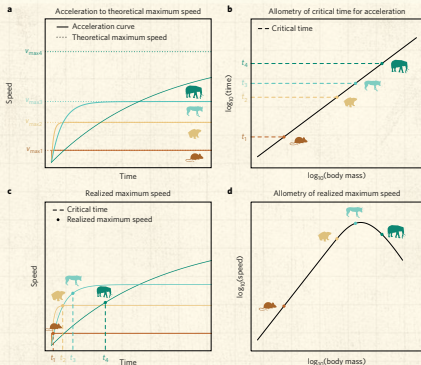 a
Acceleration to theoretical maximum speed
Acceleration curve
Theoretical maximum speed
vmax4
vmax3
vmax2
vmax1
Speed
Time
b
Allometry of critical time for acceleration
Critical time
t4
t3
t2
t1
log10(time)
log10(body mass)
c
Realized maximum speed
Critical time
Realized maximum speed
Speed
t1 t2 t3 t4
Time
d
Allometry of realized maximum speed
log10(speed)
log10(body mass)